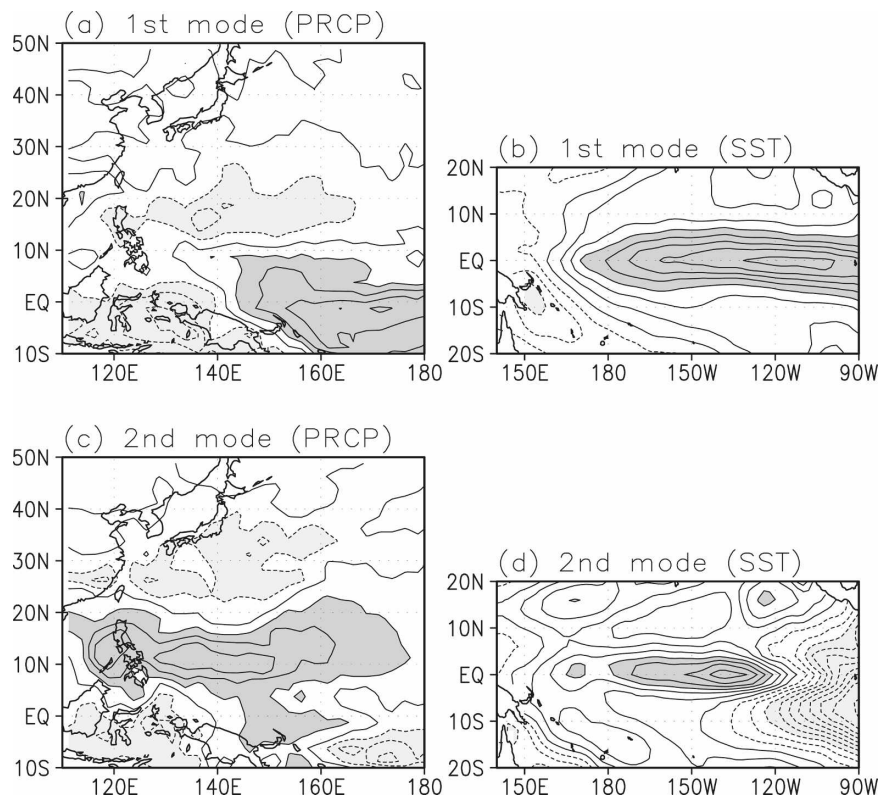 (a) 1st mode (PRCP)
50N
40N
30N
20N
10N
EQ
10S
120E 140E 160E 180
(b) 1st mode (SST)
20N
10N
EQ
10S
20S
150E 180 150W 120W 90W
(c) 2nd mode (PRCP)
50N
40N
30N
20N
10N
EQ
10S
120E 140E 160E 180
(d) 2nd mode (SST)
20N
10N
EQ
10S
20S
150E 180 150W 120W 90W